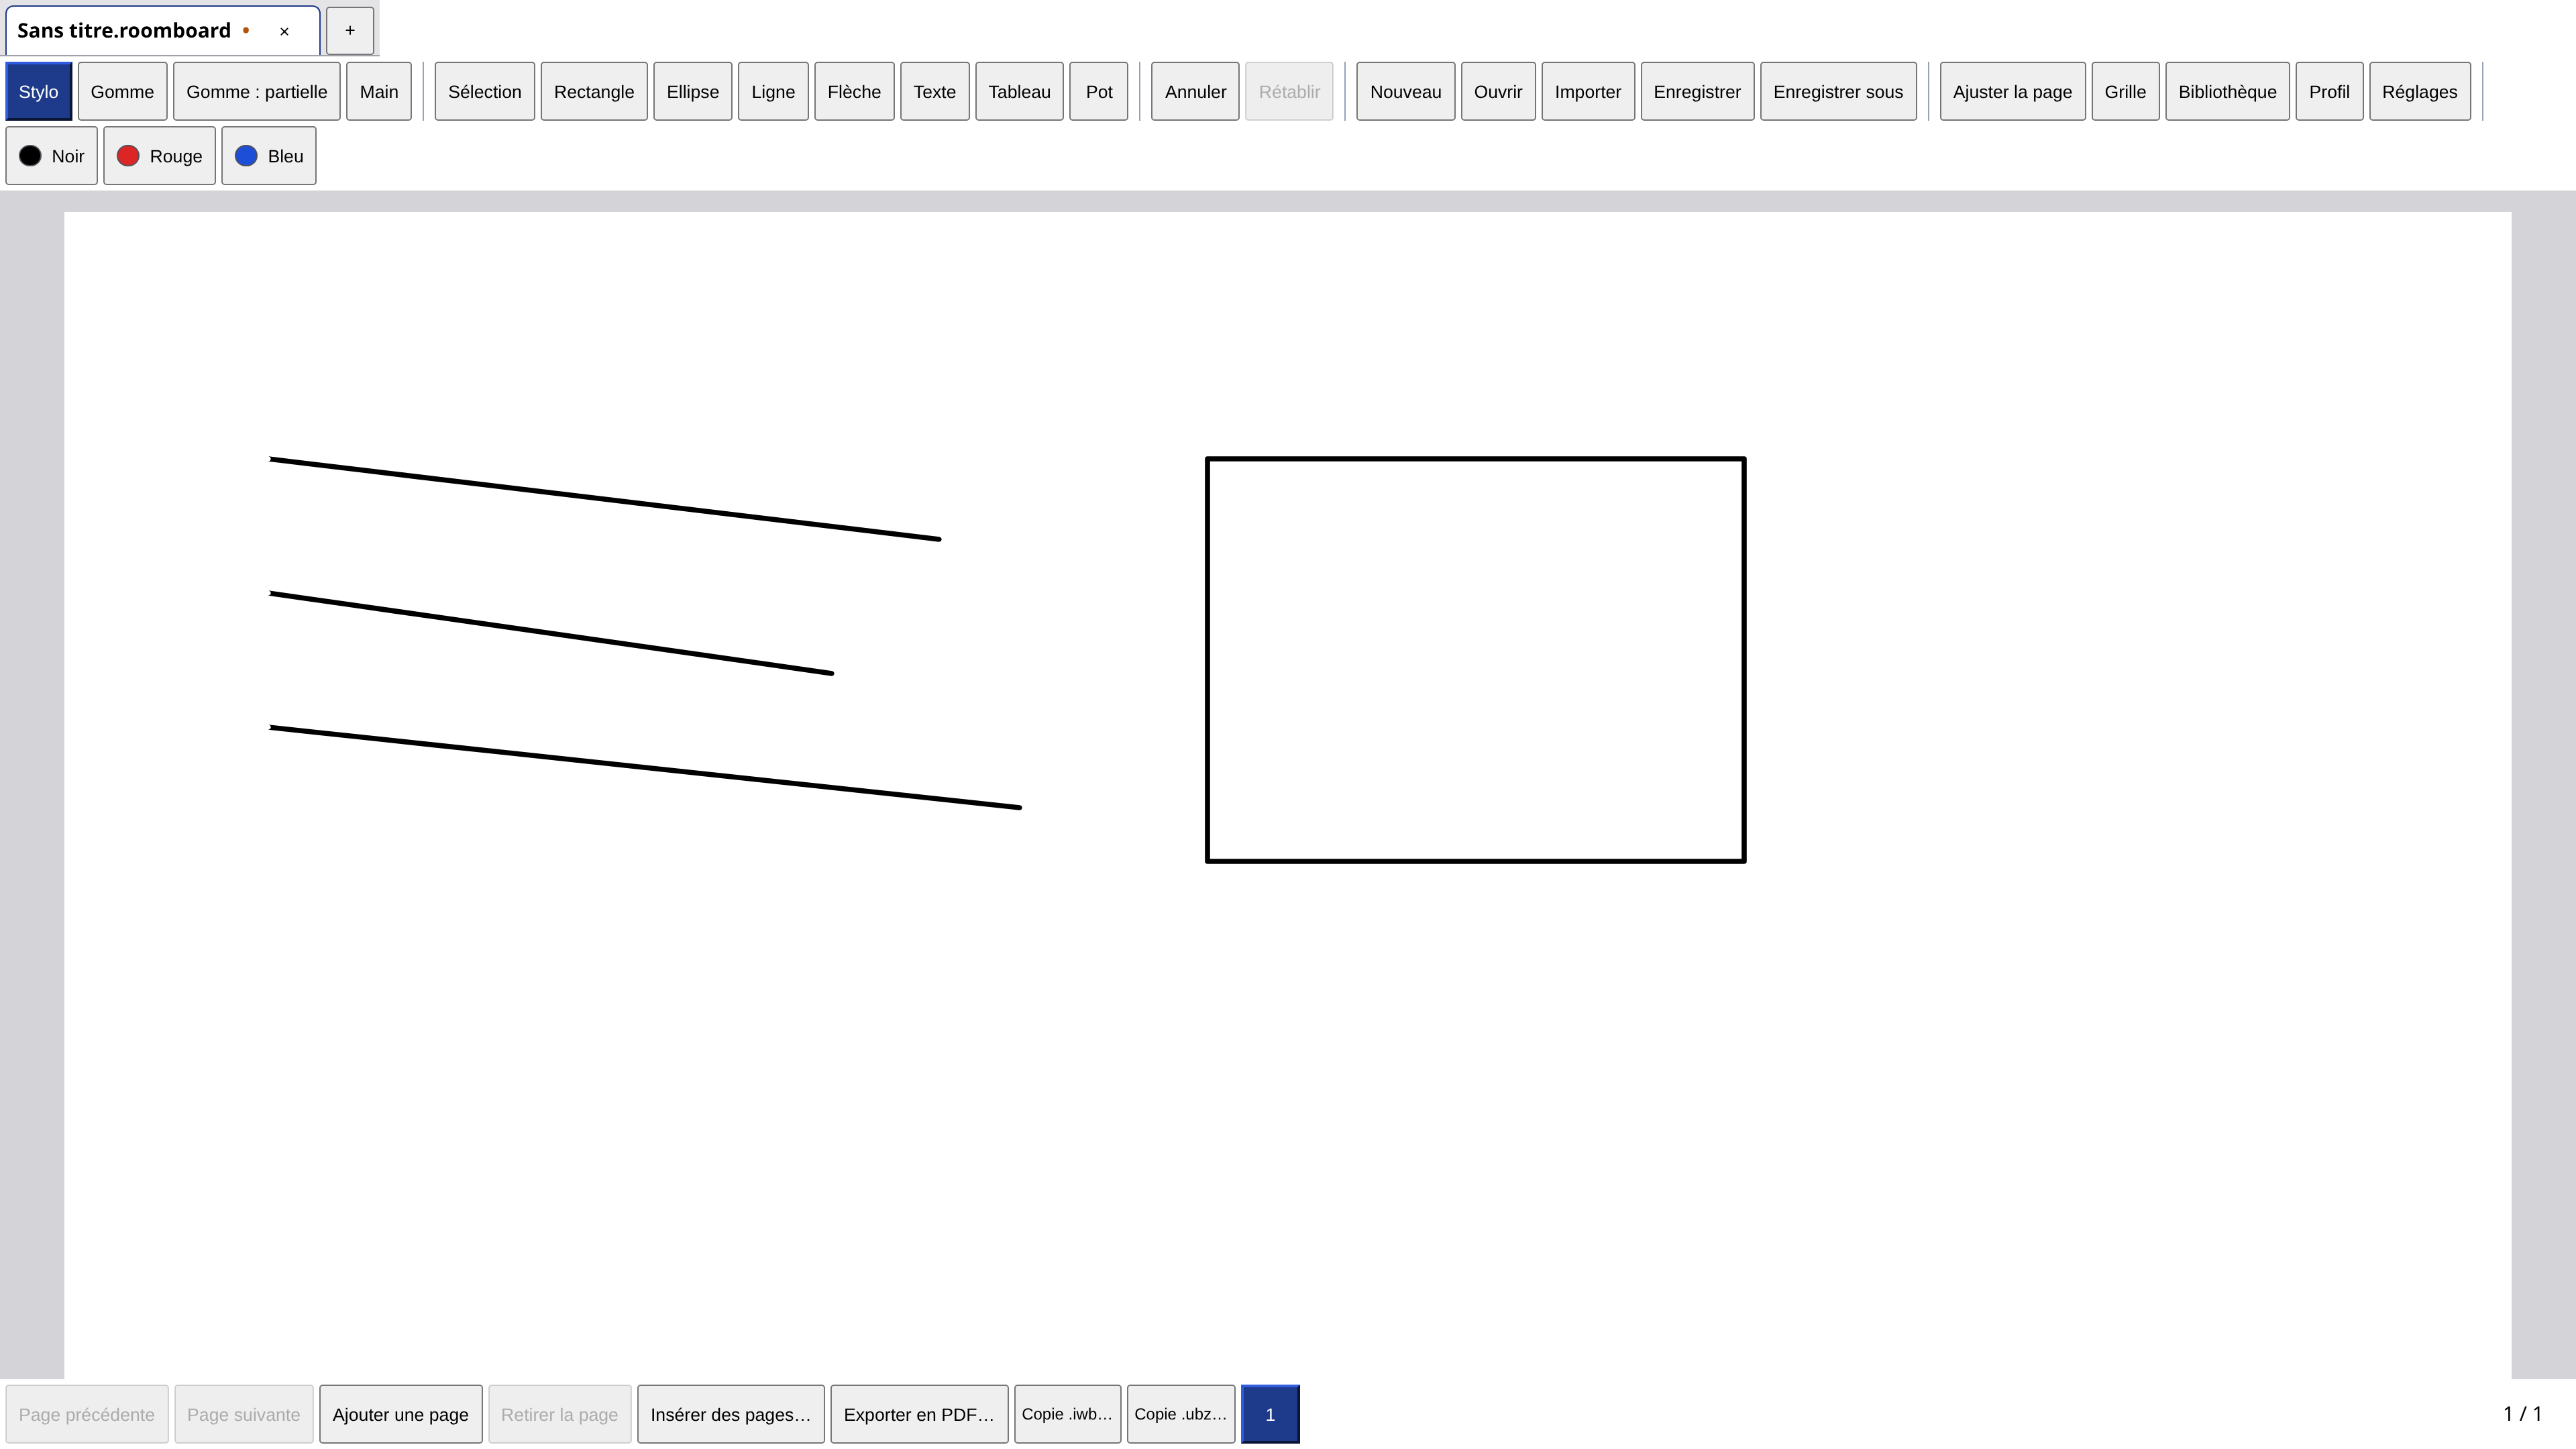 Sans titre.roomboard • × +
Stylo Gomme Gomme : partielle Main Sélection Rectangle Ellipse Ligne Flèche Texte Tableau Pot Annuler Rétablir Nouveau Ouvrir Importer Enregistrer Enregistrer sous Ajuster la page Grille Bibliothèque Profil Réglages
Noir Rouge Bleu
Page précédente Page suivante Ajouter une page Retirer la page Insérer des pages… Exporter en PDF… Copie .iwb… Copie .ubz… 1 1 / 1